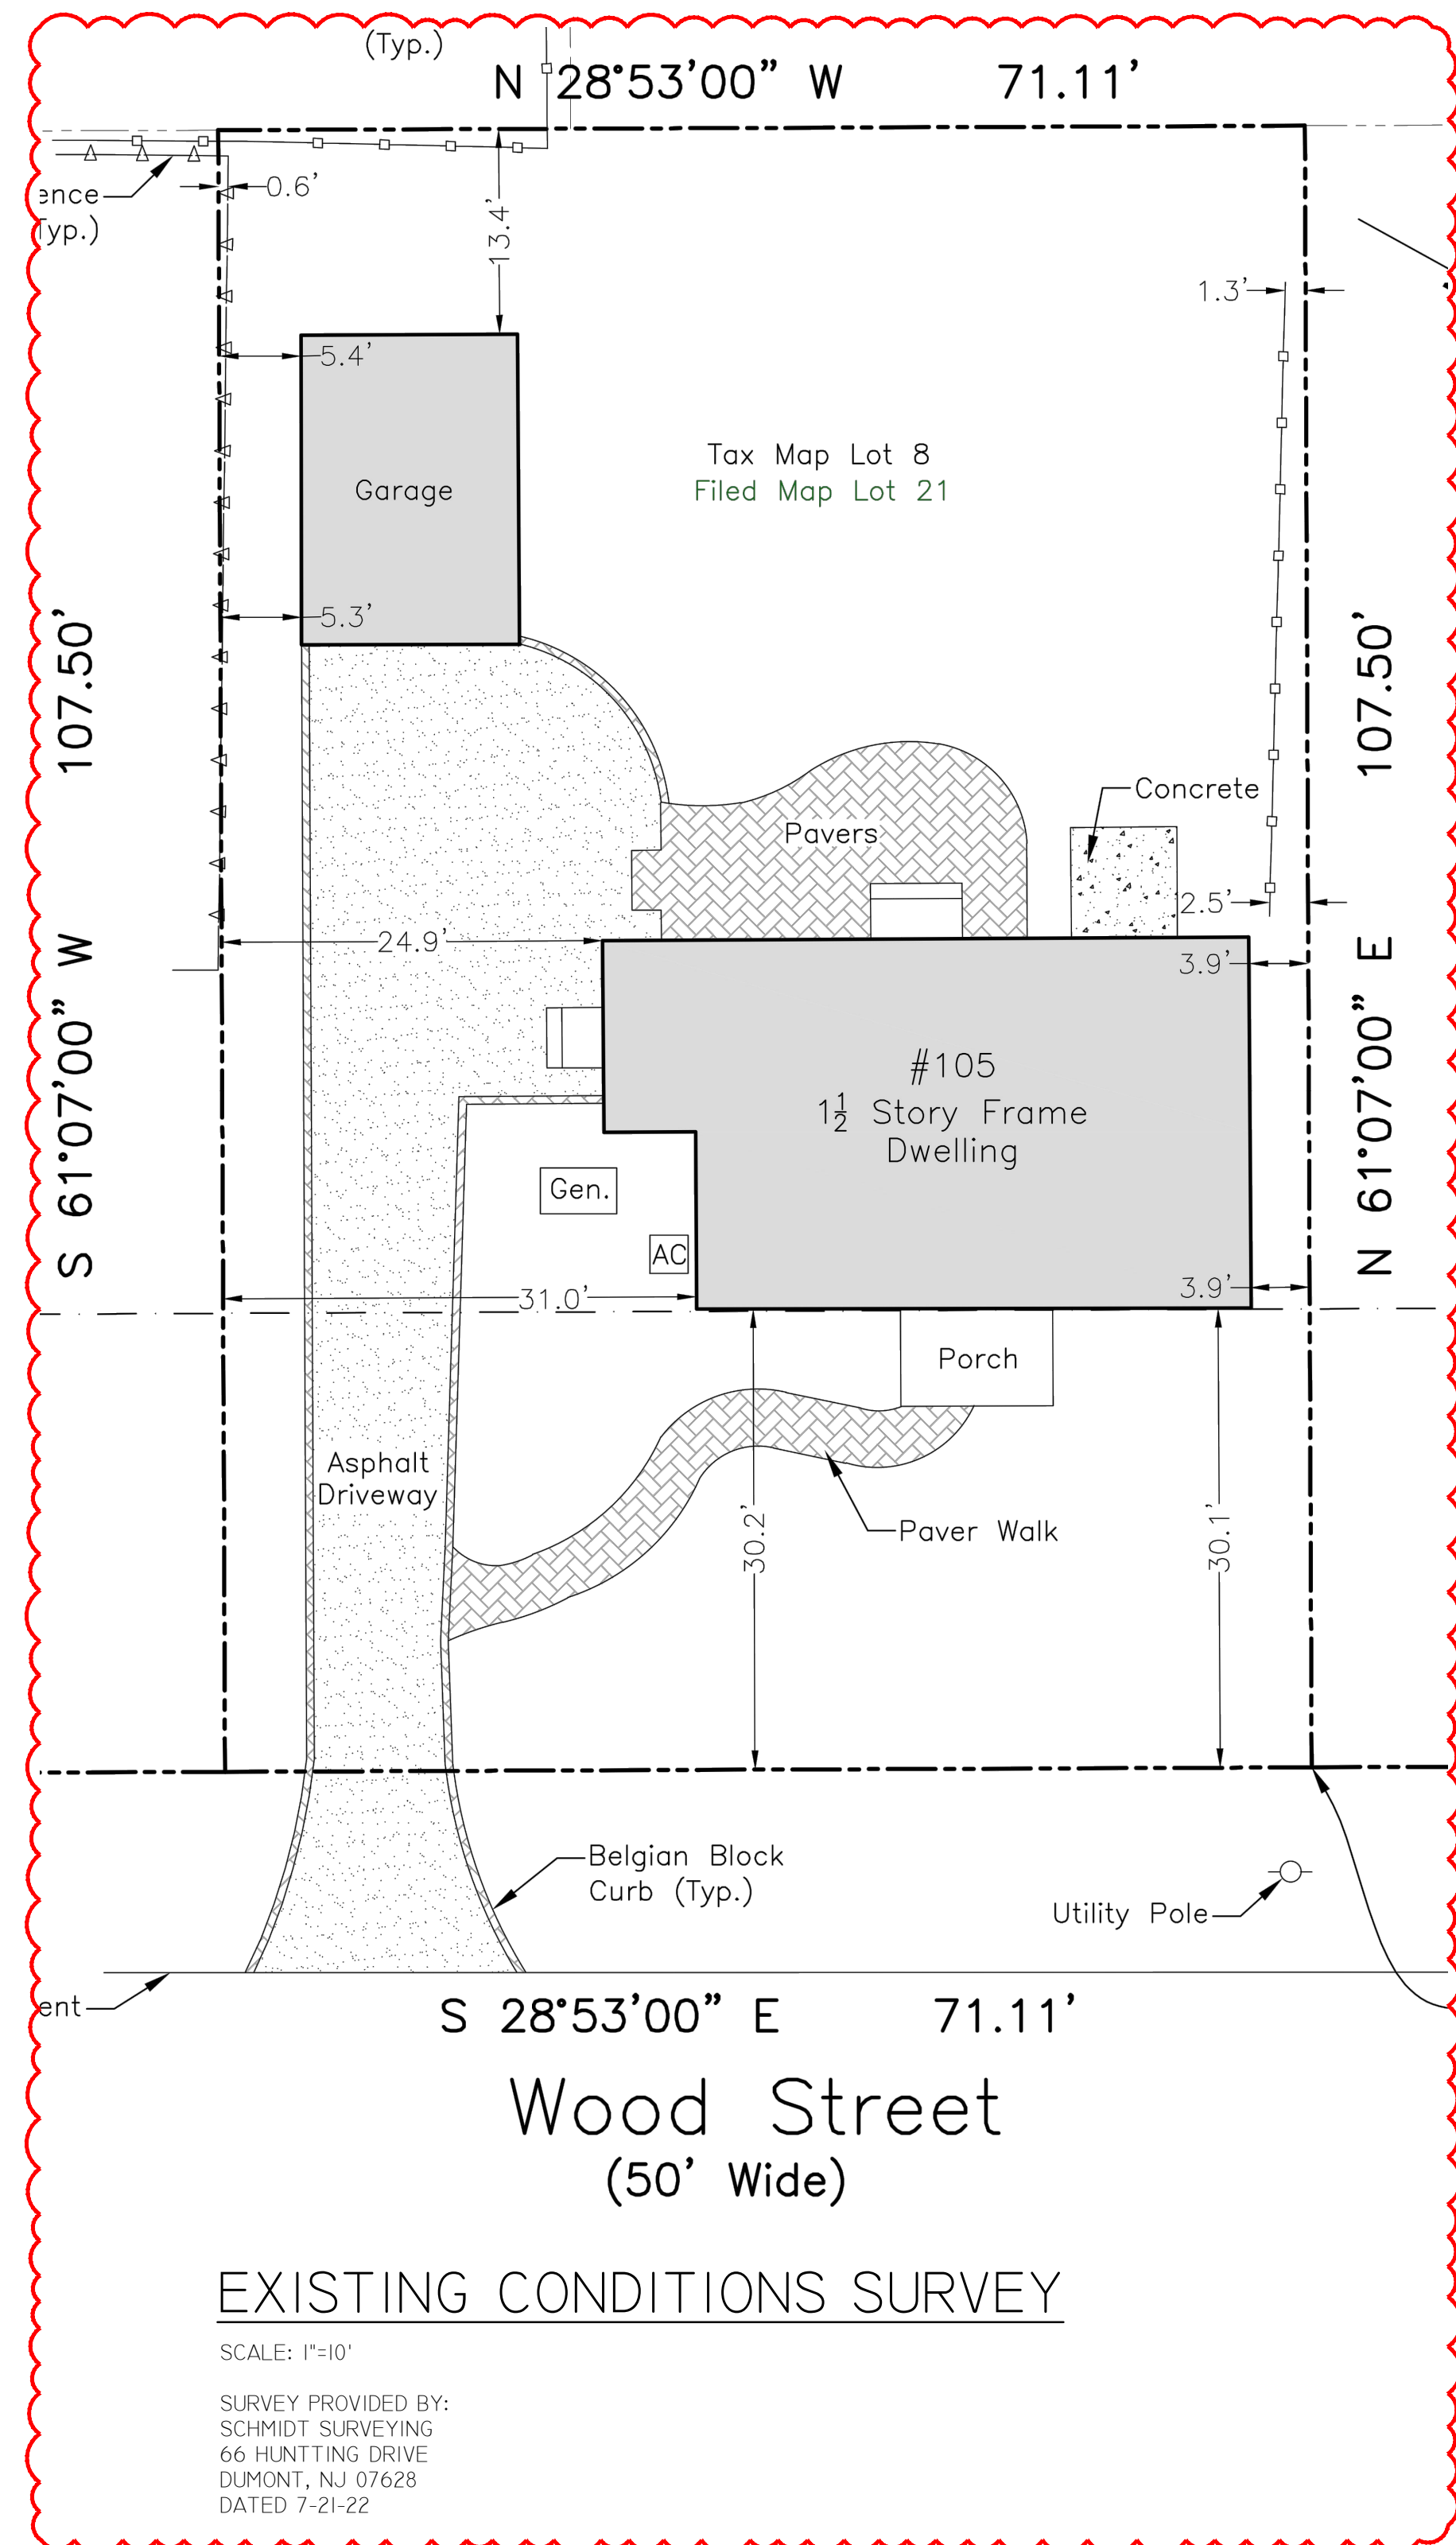 (Typ.)
N 28°53'00" W 71.11'
0.6'
ence
Typ.)
13.4'
1.3'
5.4'
Tax Map Lot 8
Filed Map Lot 21
Garage
5.3'
S 61°07'00" W 107.50'
N 61°07'00" E 107.50'
Concrete
Pavers
2.5'
24.9'
3.9'
#105
1½ Story Frame
Dwelling
Gen.
AC
31.0'
3.9'
Porch
Asphalt
Driveway
30.2'
30.1'
Paver Walk
Belgian Block
Curb (Typ.)
Utility Pole
ent
S 28°53'00" E 71.11'
Wood Street
(50' Wide)
EXISTING CONDITIONS SURVEY
SCALE: 1"=10'
SURVEY PROVIDED BY:
SCHMIDT SURVEYING
66 HUNTTING DRIVE
DUMONT, NJ 07628
DATED 7-21-22